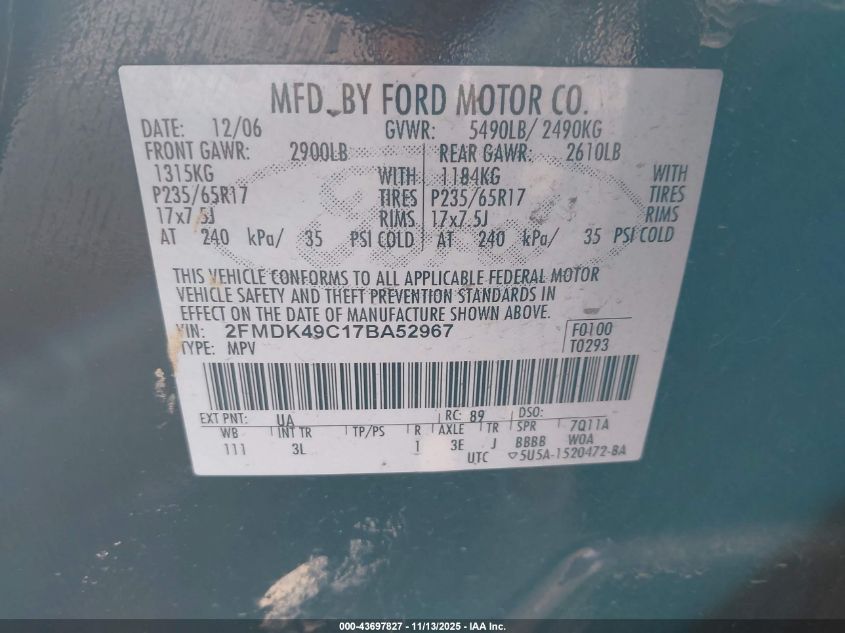 MFD. BY FORD MOTOR CO.
DATE: 12/06 GVWR: 5490LB/ 2490KG
FRONT GAWR: 2900LB REAR GAWR: 2610LB
1315KG WITH 1184KG WITH
P235/65R17 TIRES P235/65R17 TIRES
17x7.5J RIMS 17x7.5J RIMS
AT 240 kPa/ 35 PSI COLD AT 240 kPa/ 35 PSI COLD
THIS VEHICLE CONFORMS TO ALL APPLICABLE FEDERAL MOTOR
VEHICLE SAFETY AND THEFT PREVENTION STANDARDS IN
EFFECT ON THE DATE OF MANUFACTURE SHOWN ABOVE.
VIN: 2FMDK49C17BA52967 F0100
TYPE: MPV T0293
EXT PNT: UA RC: 89 DSO:
WB INT TR TP/PS R AXLE TR SPR 7Q11A
111 3L 1 3E J BBBB WOA
UTC 5U5A-1520472-BA
000-43697827 - 11/13/2025 - IAA Inc.